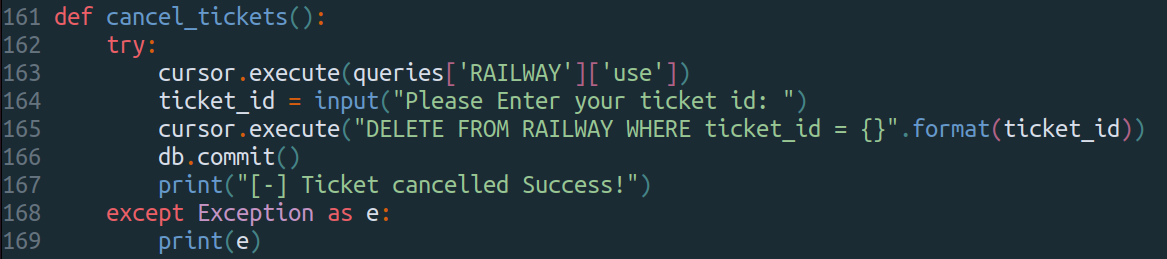 161 def cancel_tickets():
162     try:
163         cursor.execute(queries['RAILWAY']['use'])
164         ticket_id = input("Please Enter your ticket id: ")
165         cursor.execute("DELETE FROM RAILWAY WHERE ticket_id = {}".format(ticket_id))
166         db.commit()
167         print("[-] Ticket cancelled Success!")
168     except Exception as e:
169         print(e)